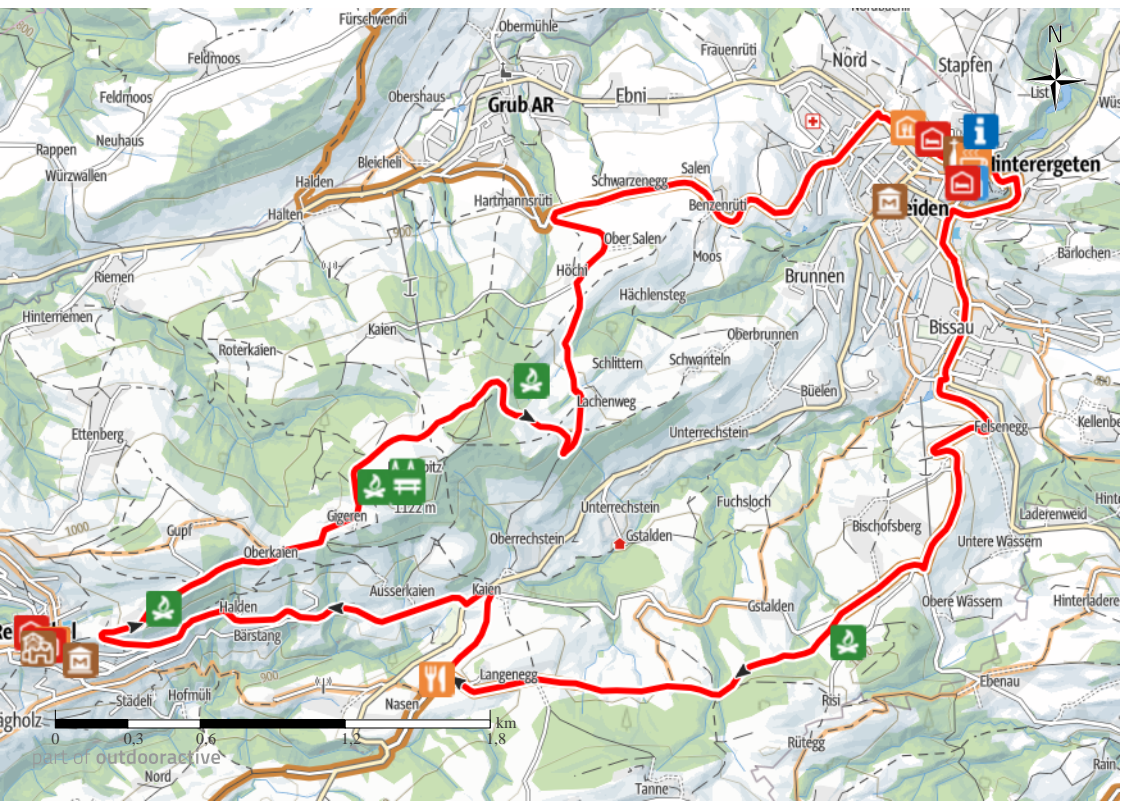 Fürschwendi
Obermühle
800
Feldmoos
Frauenrüti
Nord
Stapfen
N
List
Feldmoos
Obershaus
Grub AR
Ebni
Neuhaus
Rappen
Bleicheli
Würzwallen
Halden
Schwarzenegg
Salen
Hinterergeten
Hartmannsrüti
Benzenrüti
Halten
900
Ober Salen
Moos
Bärlochen
Riemen
Höchi
Brunnen
Hächlensteg
Kaien
Bissau
Oberbrunnen
Roterkaien
Schlittern
Schwanteln
Büelen
Lachenweg
Ettenberg
Unterrechstein
Felsenegg
1122 m
Fuchsloch
Unterrechstein
Gigeren
Laderenweid
1000
Gupf
Bischofsberg
Oberrechstein
Gstalden
Untere Wässern
Oberkaien
Ausserkaien
Kaien
Halden
Gstalden
Obere Wässern
Bärstang
900
Langenegg
Ebenau
Hofmüli
Städeli
Nasen
Risi
km
0
0.3
0,6
1,2
1,8
Rütegg
part of outdooractive
Nord
Tanne